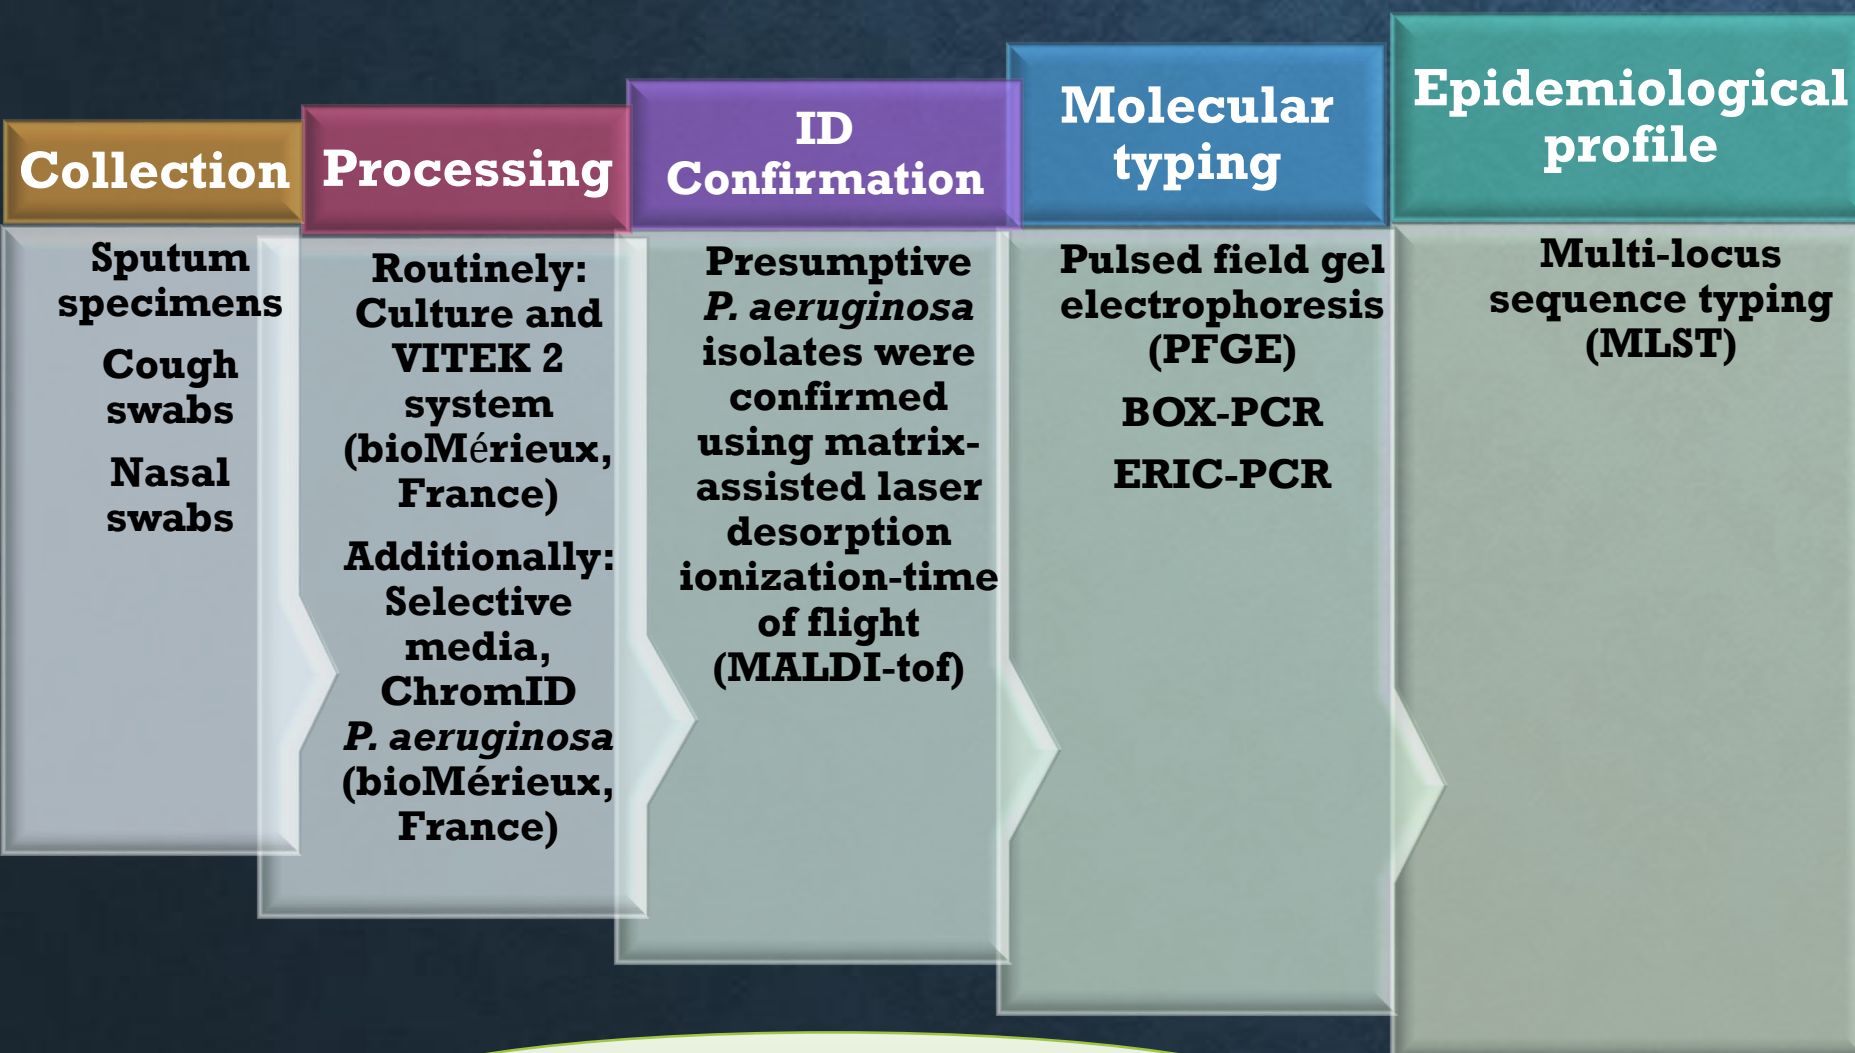 Collection
Sputum
specimens
Cough
swabs
Nasal
swabs
Processing
Routinely:
Culture and
VITEK 2
system
(bioMérieux,
France)
Additionally:
Selective
media,
ChromID
P. aeruginosa
(bioMérieux,
France)
ID
Confirmation
Presumptive
P. aeruginosa
isolates were
confirmed
using matrix-
assisted laser
desorption
ionization-time
of flight
(MALDI-tof)
Molecular
typing
Pulsed field gel
electrophoresis
(PFGE)
BOX-PCR
ERIC-PCR
Epidemiological
profile
Multi-locus
sequence typing
(MLST)